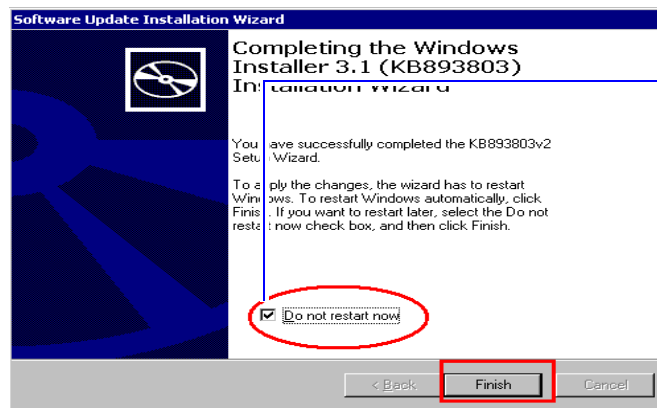 Software Update Installation Wizard
Completing the Windows
Installer 3.1 (KB893803)
Installation Wizard
You have successfully completed the KB893803v2
Setup Wizard.
To apply the changes, the wizard has to restart
Windows. To restart Windows automatically, click
Finish. If you want to restart later, select the Do not
restart now check box, and then click Finish.
Do not restart now
< Back
Finish
Cancel